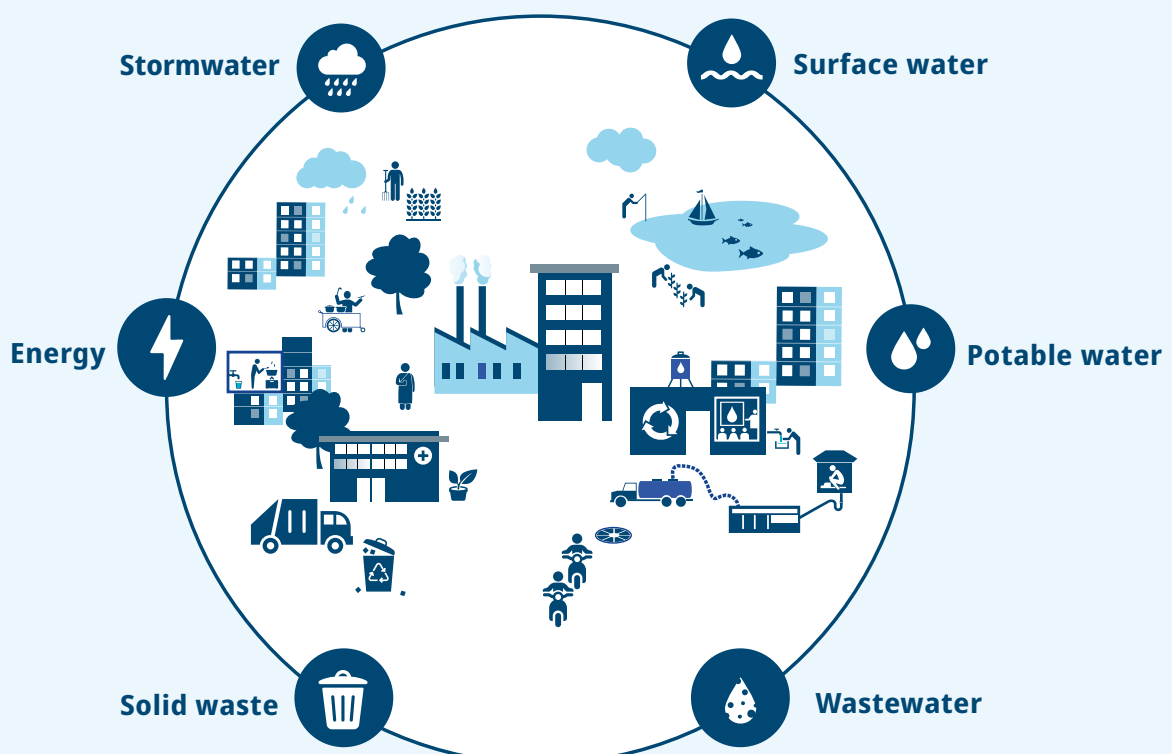 Stormwater
Surface water
Energy
Potable water
Solid waste
Wastewater